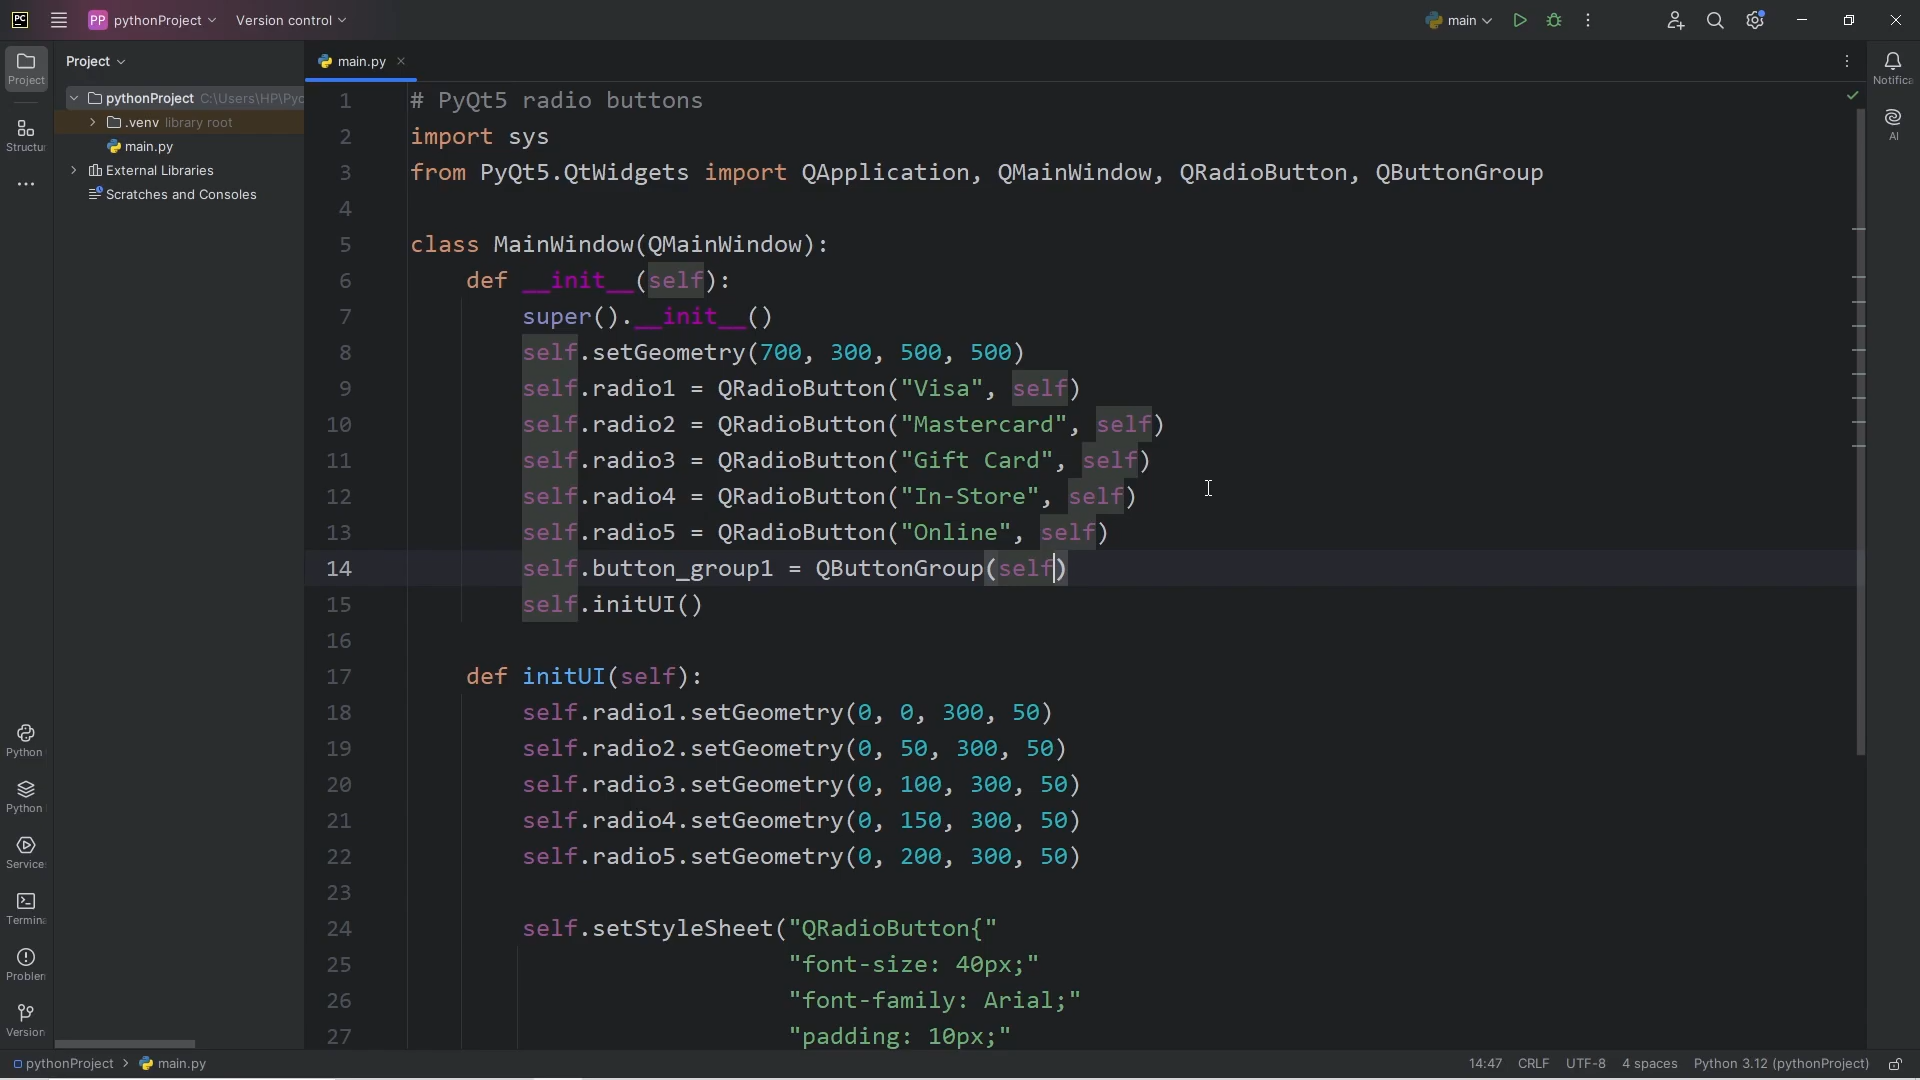 PC PP pythonProject Version control main
Project
main.py
Project
Structur
Python
Python
Service
Termina
Problen
Version
pythonProject C:\Users\HP\Pyc
.venv library root
main.py
External Libraries
Scratches and Consoles
Notifica
AI
1 # PyQt5 radio buttons
2 import sys
3 from PyQt5.QtWidgets import QApplication, QMainWindow, QRadioButton, QButtonGroup
4
5 class MainWindow(QMainWindow):
6     def __init__(self):
7         super().__init__()
8         self.setGeometry(700, 300, 500, 500)
9         self.radio1 = QRadioButton("Visa", self)
10         self.radio2 = QRadioButton("Mastercard", self)
11         self.radio3 = QRadioButton("Gift Card", self)
12         self.radio4 = QRadioButton("In-Store", self)
13         self.radio5 = QRadioButton("Online", self)
14         self.button_group1 = QButtonGroup(self)
15         self.initUI()
16
17     def initUI(self):
18         self.radio1.setGeometry(0, 0, 300, 50)
19         self.radio2.setGeometry(0, 50, 300, 50)
20         self.radio3.setGeometry(0, 100, 300, 50)
21         self.radio4.setGeometry(0, 150, 300, 50)
22         self.radio5.setGeometry(0, 200, 300, 50)
23
24         self.setStyleSheet("QRadioButton{"
25                            "font-size: 40px;"
26                            "font-family: Arial;"
27                            "padding: 10px;"
pythonProject > main.py
14:47 CRLF UTF-8 4 spaces Python 3.12 (pythonProject)